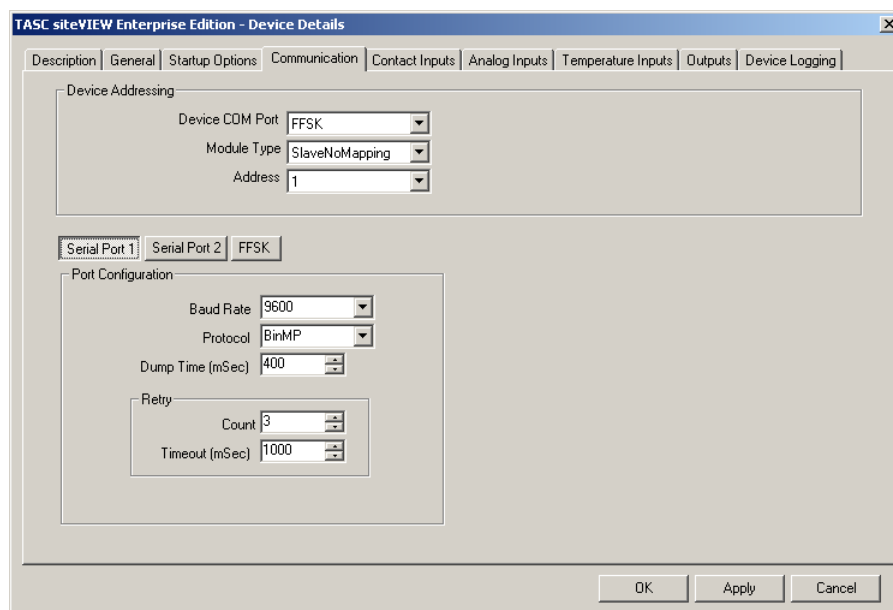 TASC siteVIEW Enterprise Edition - Device Details
Description General Startup Options Communication Contact Inputs Analog Inputs Temperature Inputs Outputs Device Logging
Device Addressing
Device COM Port FFSK
Module Type SlaveNoMapping
Address 1
Serial Port 1 Serial Port 2 FFSK
Port Configuration
Baud Rate 9600
Protocol BinMP
Dump Time (mSec) 400
Retry
Count 3
Timeout (mSec) 1000
OK Apply Cancel